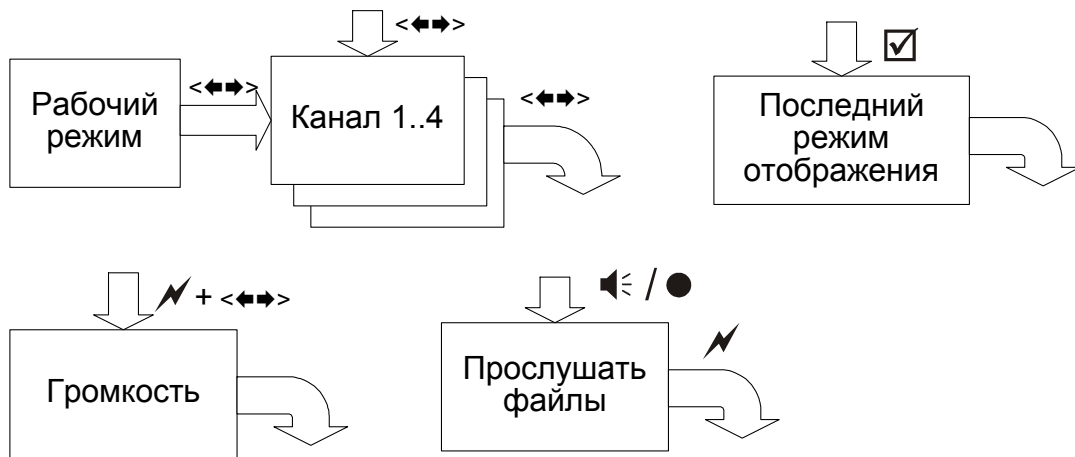 <⬅➡>
Рабочий
режим
<⬅➡>
Канал 1..4
<⬅➡>
Последний
режим
отображения
+ <⬅➡>
Громкость
/
Прослушать
файлы